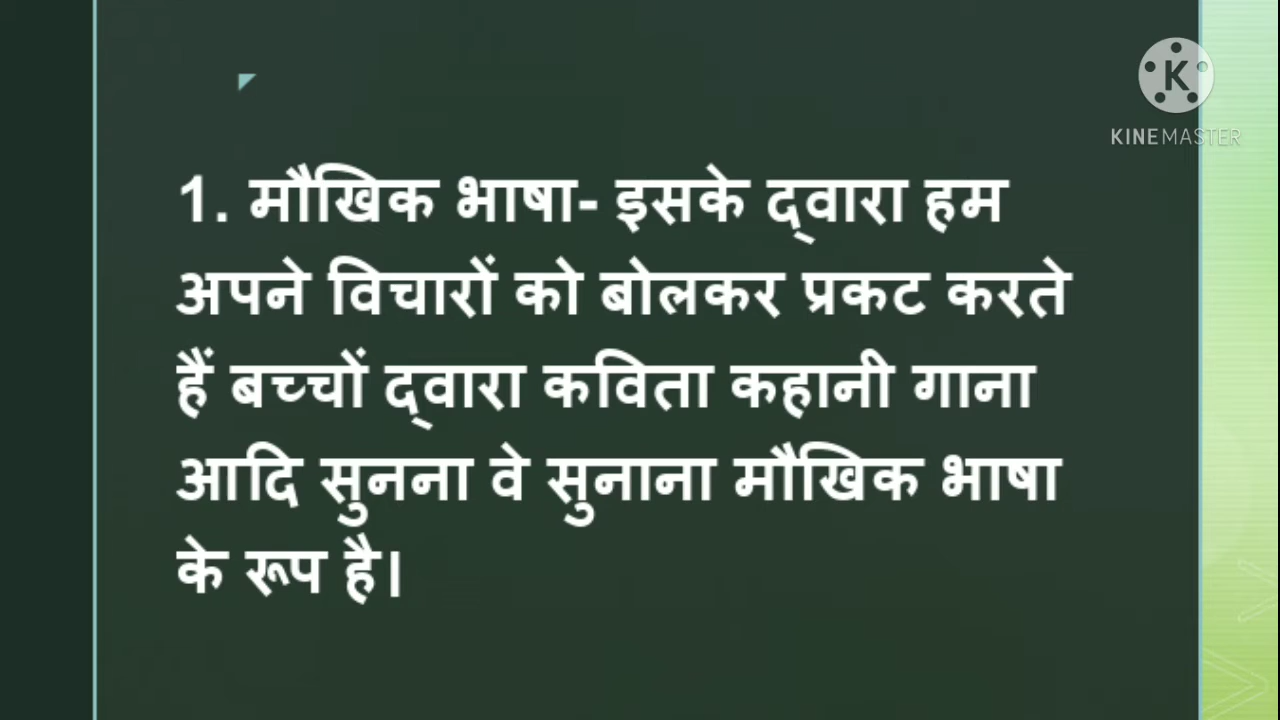 KINEMASTER
1. मौखिक भाषा- इसके द्‌वारा हम
अपने विचारों को बोलकर प्रकट करते
हैं बच्चों द्‌वारा कविता कहानी गाना
आदि सुनना वे सुनाना मौखिक भाषा
के रूप है।